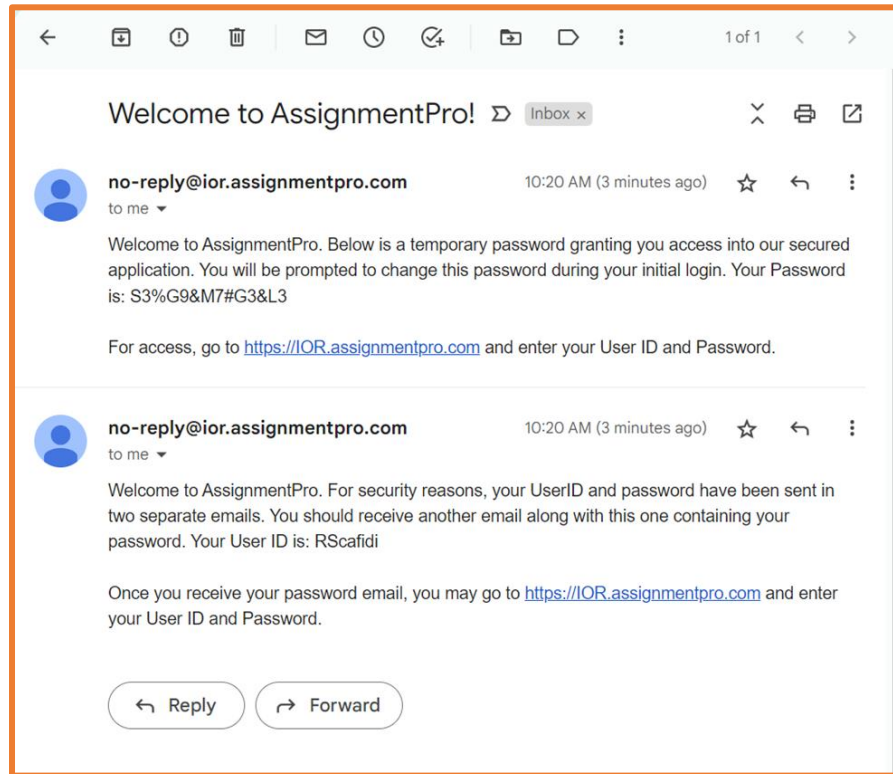 1 of 1
Welcome to AssignmentPro! Inbox ×
no-reply@ior.assignmentpro.com 10:20 AM (3 minutes ago)
to me
Welcome to AssignmentPro. Below is a temporary password granting you access into our secured
application. You will be prompted to change this password during your initial login. Your Password
is: S3%G9&M7#G3&L3
For access, go to https://IOR.assignmentpro.com and enter your User ID and Password.
no-reply@ior.assignmentpro.com 10:20 AM (3 minutes ago)
to me
Welcome to AssignmentPro. For security reasons, your UserID and password have been sent in
two separate emails. You should receive another email along with this one containing your
password. Your User ID is: RScafidi
Once you receive your password email, you may go to https://IOR.assignmentpro.com and enter
your User ID and Password.
Reply Forward